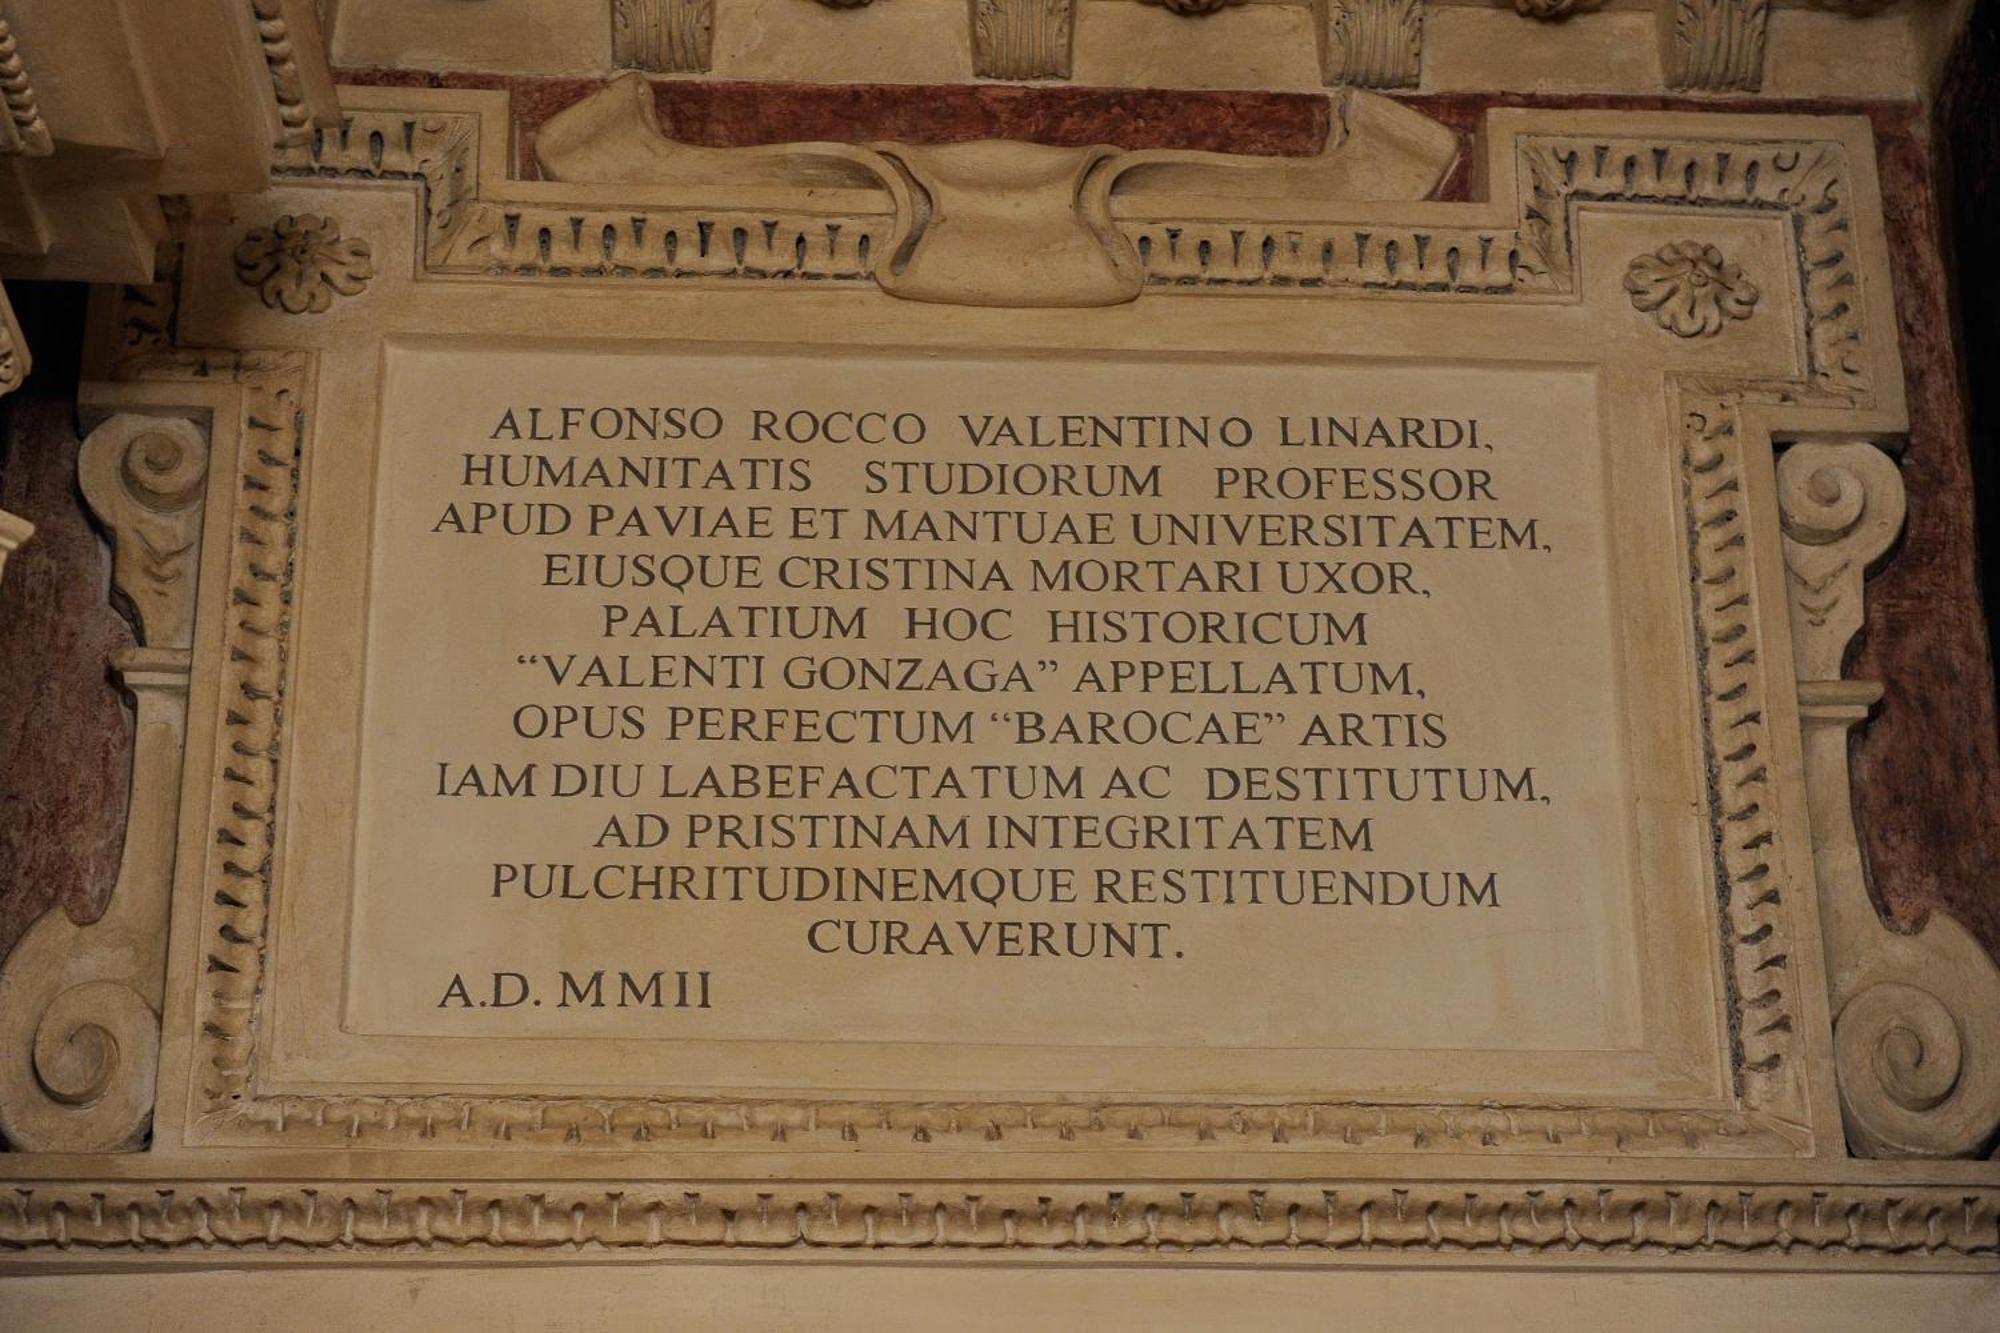 ALFONSO ROCCO VALENTINO LINARDI,
HUMANITATIS STUDIORUM PROFESSOR
APUD PAVIAE ET MANTUAE UNIVERSITATEM,
EIUSQUE CRISTINA MORTARI UXOR,
PALATIUM HOC HISTORICUM
“VALENTI GONZAGA” APPELLATUM,
OPUS PERFECTUM “BAROCAE” ARTIS
IAM DIU LABEFACTATUM AC DESTITUTUM,
AD PRISTINAM INTEGRITATEM
PULCHRITUDINEMQUE RESTITUENDUM
CURAVERUNT.
A.D. MMII